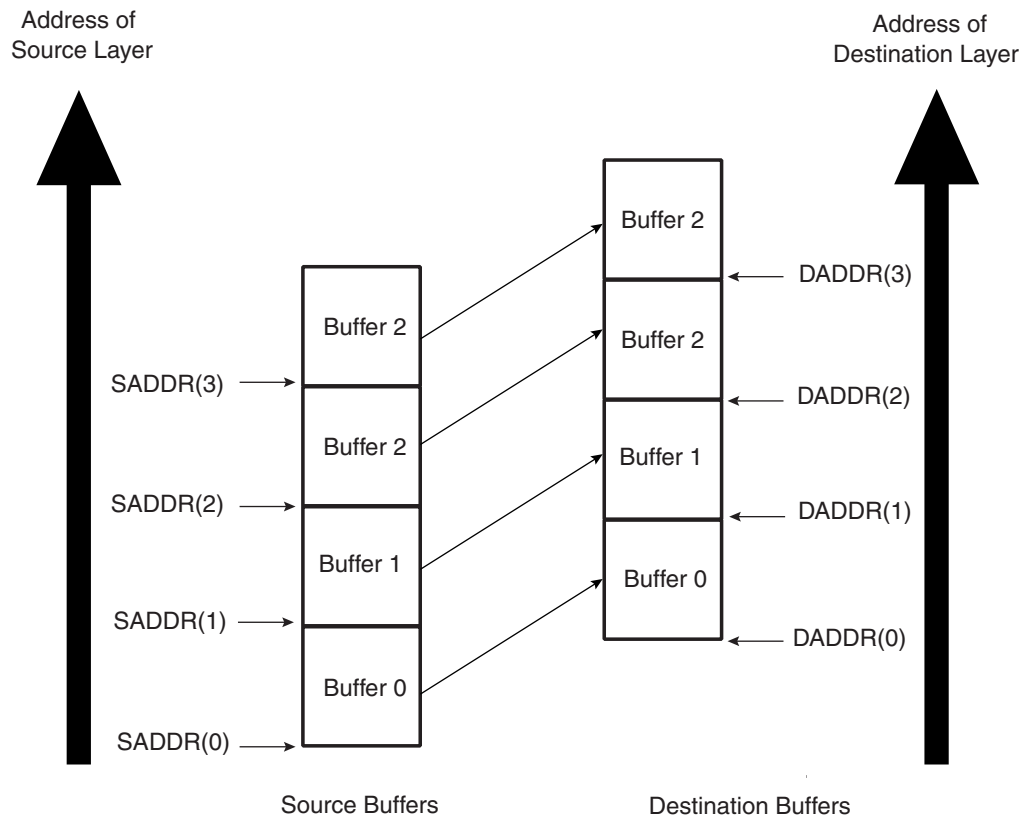 Address of
Source Layer
Address of
Destination Layer
Buffer 2
DADDR(3)
Buffer 2
Buffer 2
SADDR(3)
DADDR(2)
Buffer 2
Buffer 1
SADDR(2)
DADDR(1)
Buffer 1
Buffer 0
SADDR(1)
DADDR(0)
Buffer 0
SADDR(0)
Source Buffers
Destination Buffers